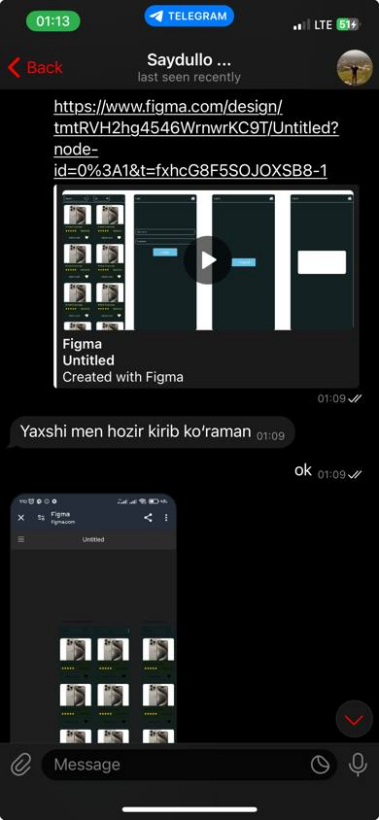 01:13
TELEGRAM
LTE 51
Back
Saydullo ...
last seen recently
https://www.figma.com/design/
tmtRVH2hg4546WrnwrKC9T/Untitled?
node-
id=0%3A1&t=fxhcG8F5SOJOXSB8-1
Figma
Untitled
Created with Figma
01:09
Yaxshi men hozir kirib ko‘raman 01:09
ok 01:09
Figma
figma.com
Untitled
Message